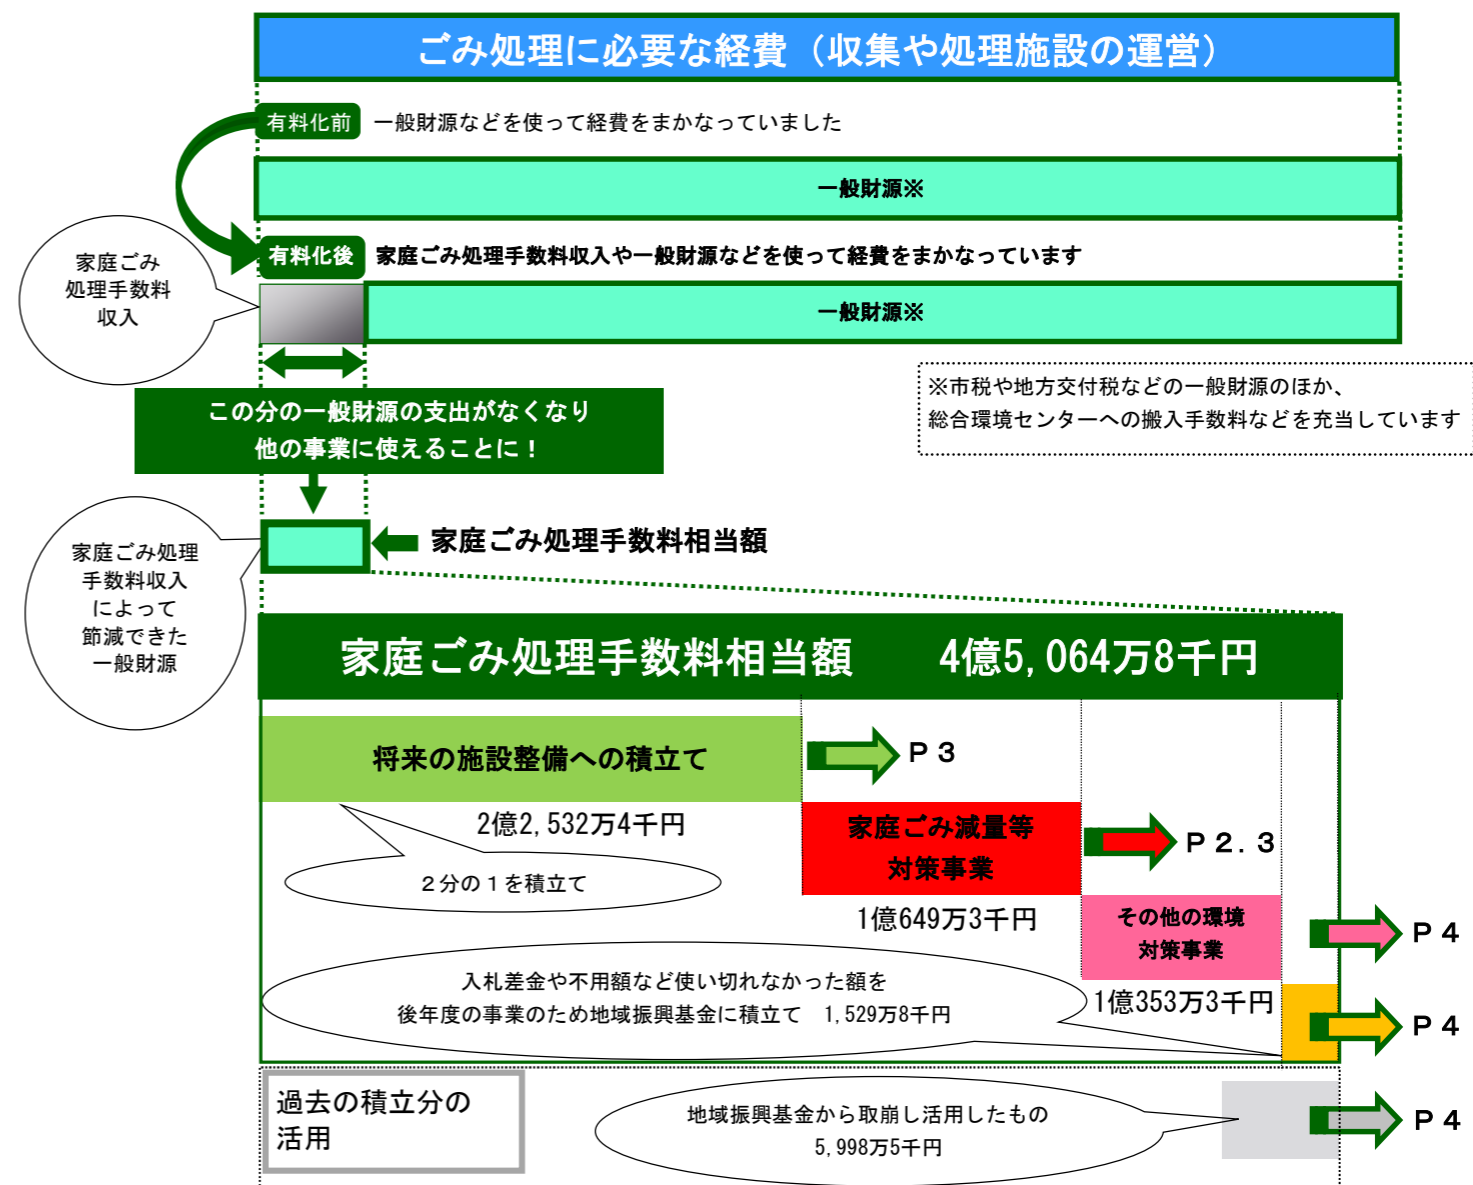 ごみ処理に必要な経費（収集や処理施設の運営）
有料化前
一般財源などを使って経費をまかなっていました
一般財源※
有料化後
家庭ごみ処理手数料収入や一般財源などを使って経費をまかなっています
家庭ごみ
処理手数料
収入
一般財源※
※市税や地方交付税などの一般財源のほか、
総合環境センターへの搬入手数料などを充当しています
この分の一般財源の支出がなくなり
他の事業に使えることに！
家庭ごみ処理手数料相当額
家庭ごみ処理
手数料収入
によって
節減できた
一般財源
家庭ごみ処理手数料相当額　4億5,064万8千円
将来の施設整備への積立て
Ｐ３
2億2,532万4千円
２分の１を積立て
家庭ごみ減量等
対策事業
Ｐ２．３
1億649万3千円
その他の環境
対策事業
Ｐ４
1億353万3千円
入札差金や不用額など使い切れなかった額を
後年度の事業のため地域振興基金に積立て　1,529万8千円
Ｐ４
過去の積立分の
活用
地域振興基金から取崩し活用したもの
5,998万5千円
Ｐ４